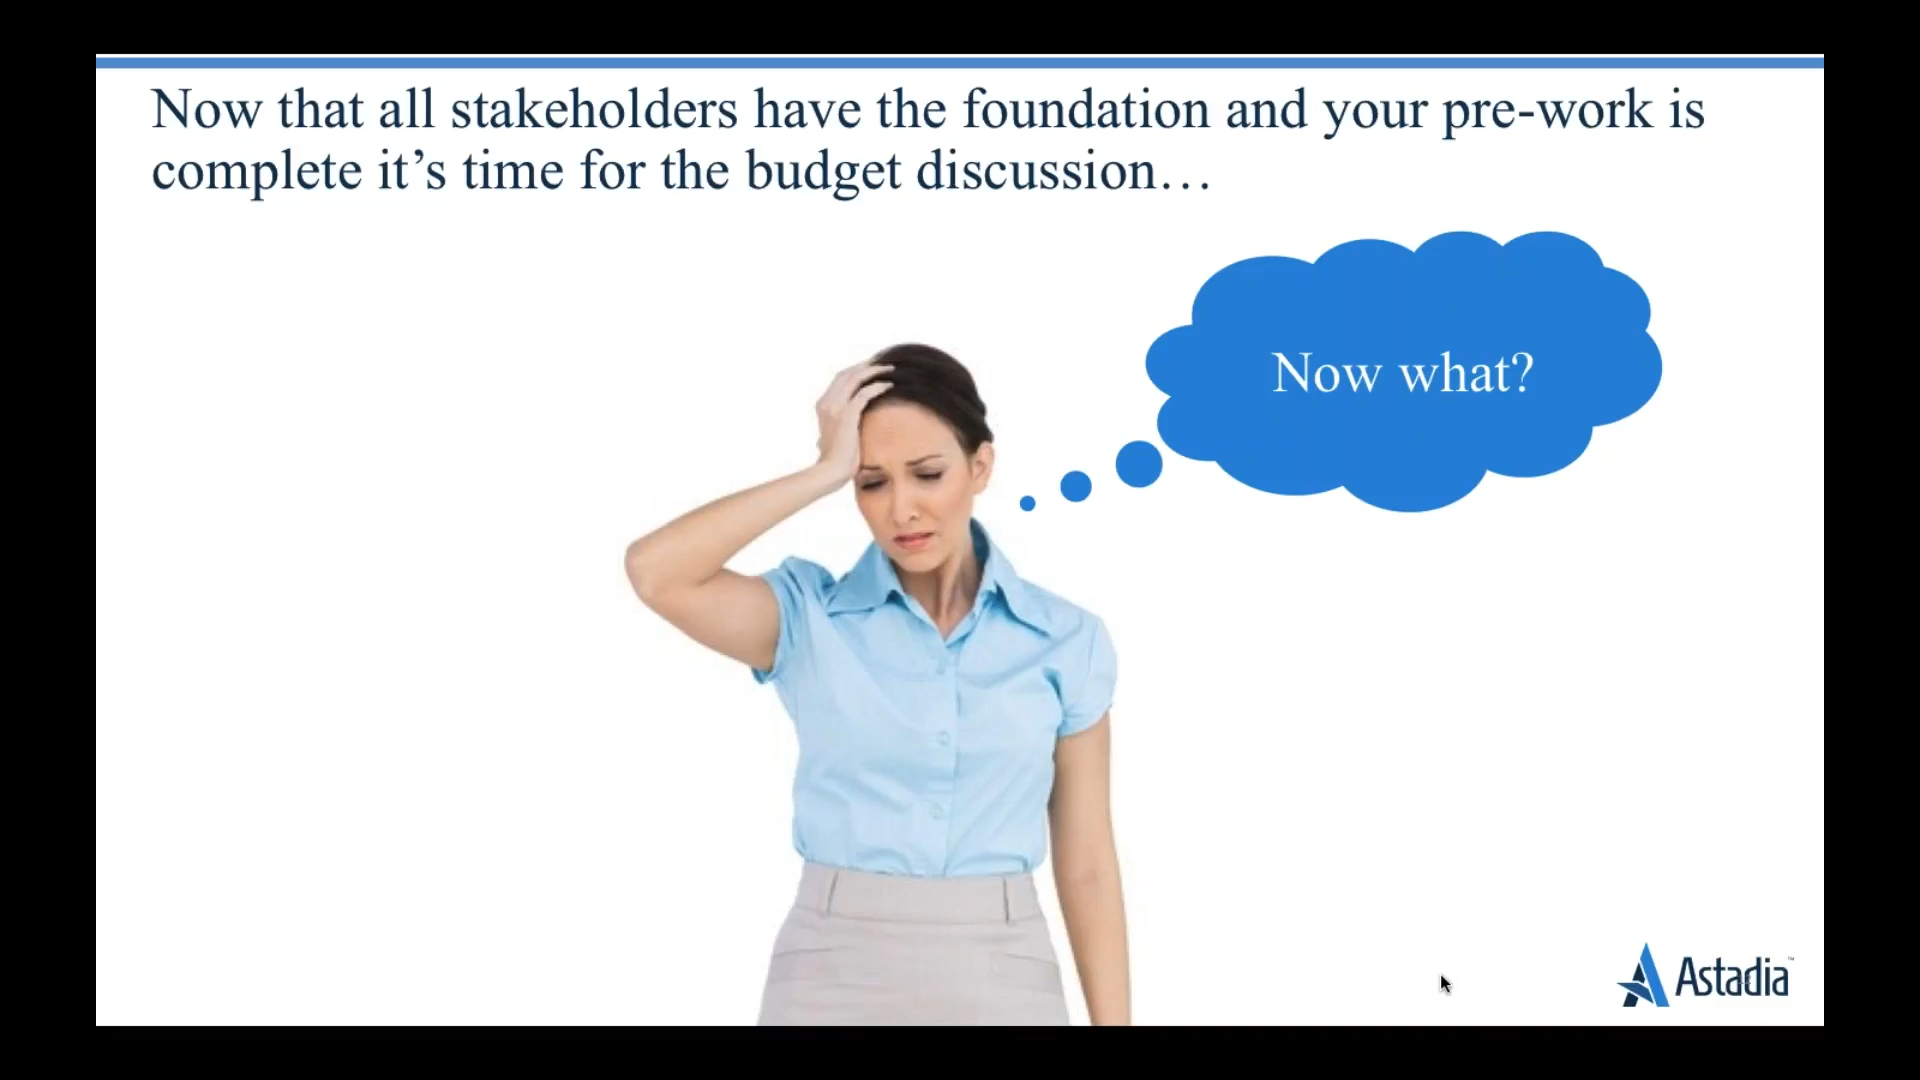 Now that all stakeholders have the foundation and your pre-work is
complete it’s time for the budget discussion…
Now what?
Astadia™